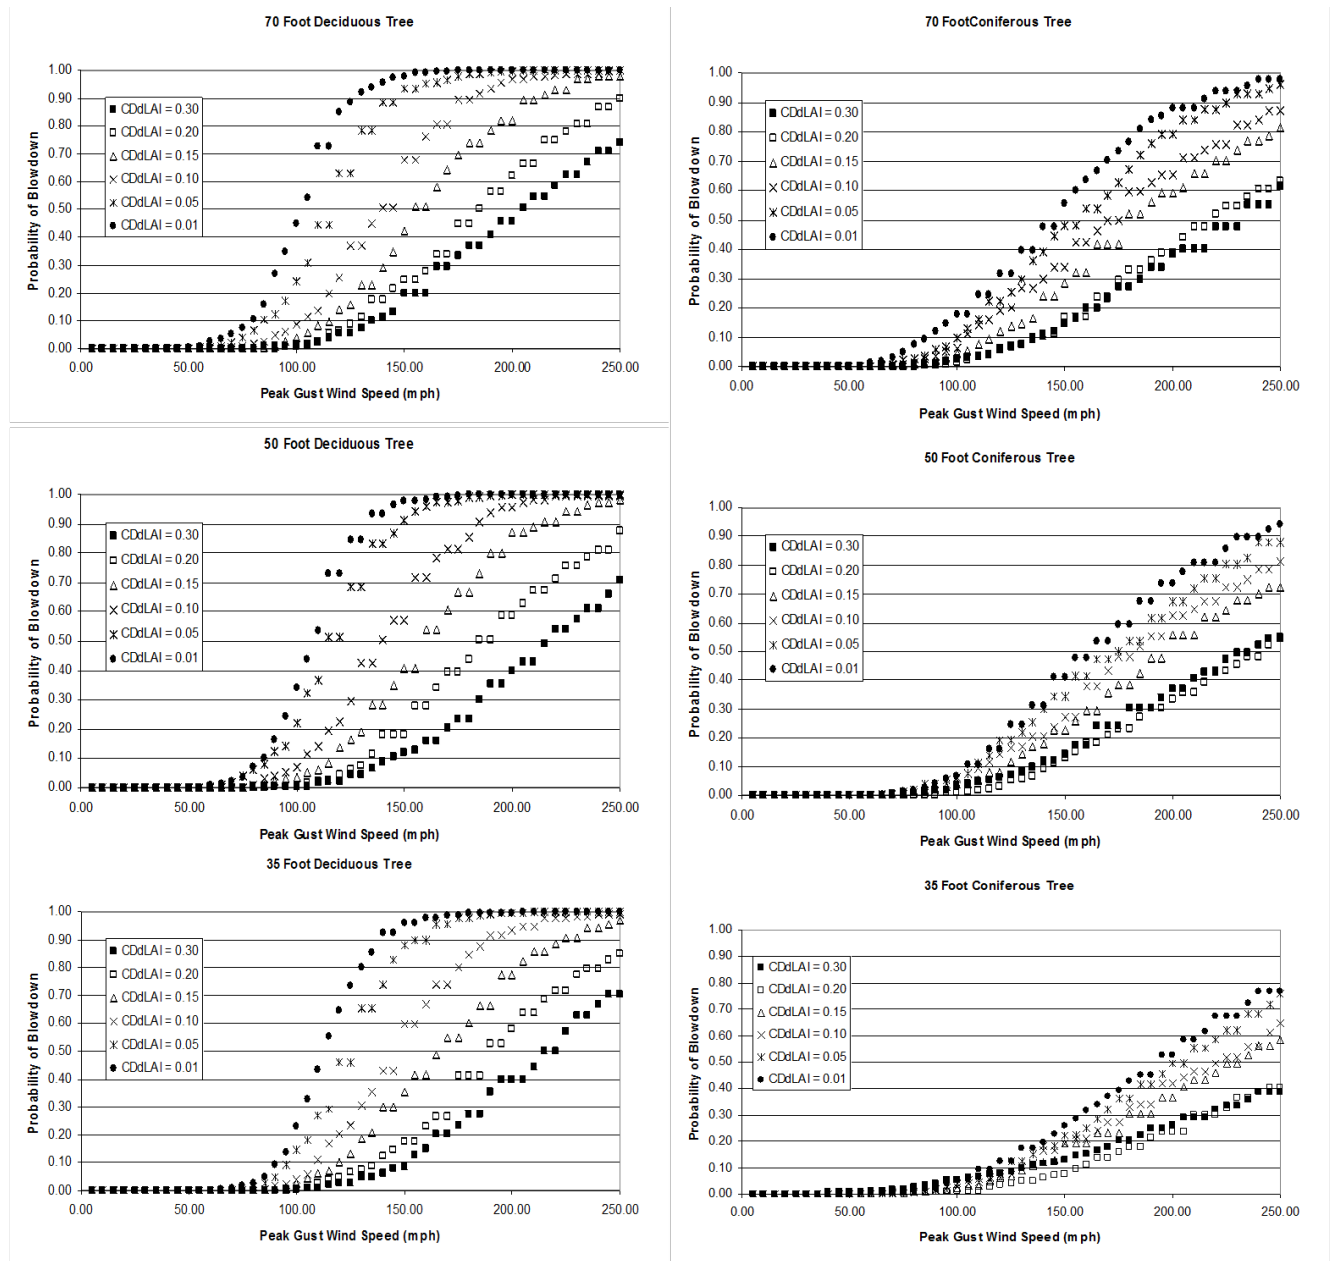 70 Foot Deciduous Tree
1.00
0.90
0.80
0.70
0.60
0.50
0.40
0.30
0.20
0.10
0.00
Probability of Blowdown
CDdLAI = 0.30
CDdLAI = 0.20
CDdLAI = 0.15
CDdLAI = 0.10
CDdLAI = 0.05
CDdLAI = 0.01
0.00 50.00 100.00 150.00 200.00 250.00
Peak Gust Wind Speed (mph)
70 FootConiferous Tree
1.00
0.90
0.80
0.70
0.60
0.50
0.40
0.30
0.20
0.10
0.00
Probability of Blowdown
CDdLAI = 0.30
CDdLAI = 0.20
CDdLAI = 0.15
CDdLAI = 0.10
CDdLAI = 0.05
CDdLAI = 0.01
0.00 50.00 100.00 150.00 200.00 250.00
Peak Gust Wind Speed (mph)
50 Foot Deciduous Tree
1.00
0.90
0.80
0.70
0.60
0.50
0.40
0.30
0.20
0.10
0.00
Probability of Blowdown
CDdLAI = 0.30
CDdLAI = 0.20
CDdLAI = 0.15
CDdLAI = 0.10
CDdLAI = 0.05
CDdLAI = 0.01
0.00 50.00 100.00 150.00 200.00 250.00
Peak Gust Wind Speed (mph)
50 Foot Coniferous Tree
1.00
0.90
0.80
0.70
0.60
0.50
0.40
0.30
0.20
0.10
0.00
Probability of Blowdown
CDdLAI = 0.30
CDdLAI = 0.20
CDdLAI = 0.15
CDdLAI = 0.10
CDdLAI = 0.05
CDdLAI = 0.01
0.00 50.00 100.00 150.00 200.00 250.00
Peak Gust Wind Speed (mph)
35 Foot Deciduous Tree
1.00
0.90
0.80
0.70
0.60
0.50
0.40
0.30
0.20
0.10
0.00
Probability of Blowdown
CDdLAI = 0.30
CDdLAI = 0.20
CDdLAI = 0.15
CDdLAI = 0.10
CDdLAI = 0.05
CDdLAI = 0.01
0.00 50.00 100.00 150.00 200.00 250.00
Peak Gust Wind Speed (mph)
35 Foot Coniferous Tree
1.00
0.90
0.80
0.70
0.60
0.50
0.40
0.30
0.20
0.10
0.00
Probability of Blowdown
CDdLAI = 0.30
CDdLAI = 0.20
CDdLAI = 0.15
CDdLAI = 0.10
CDdLAI = 0.05
CDdLAI = 0.01
0.00 50.00 100.00 150.00 200.00 250.00
Peak Gust Wind Speed (mph)